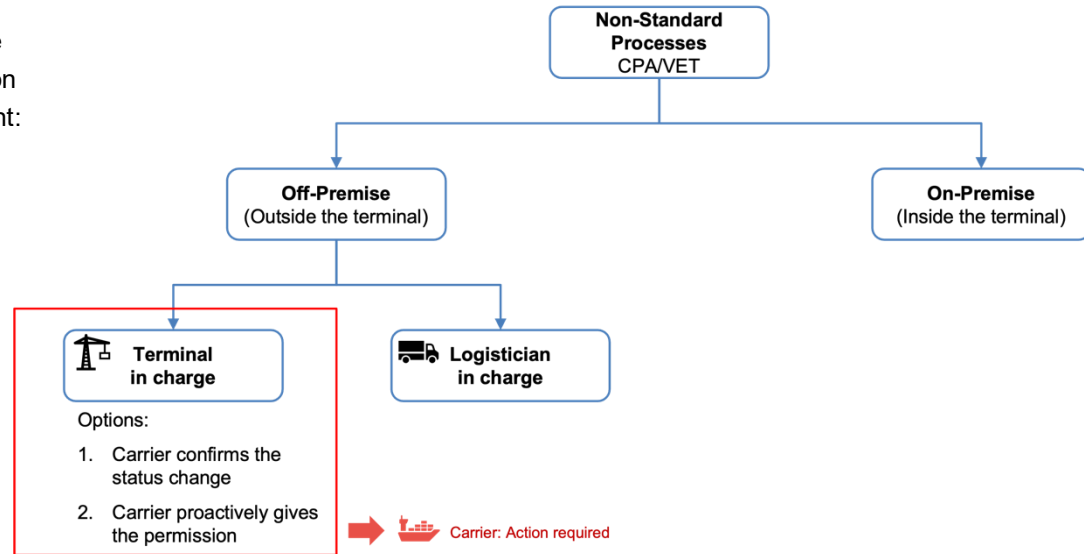 Non-Standard
Processes
CPA/VET
Off-Premise
(Outside the terminal)
On-Premise
(Inside the terminal)
Terminal
in charge
Logistician
in charge
Options:
1. Carrier confirms the
status change
2. Carrier proactively gives
the permission
Carrier: Action required